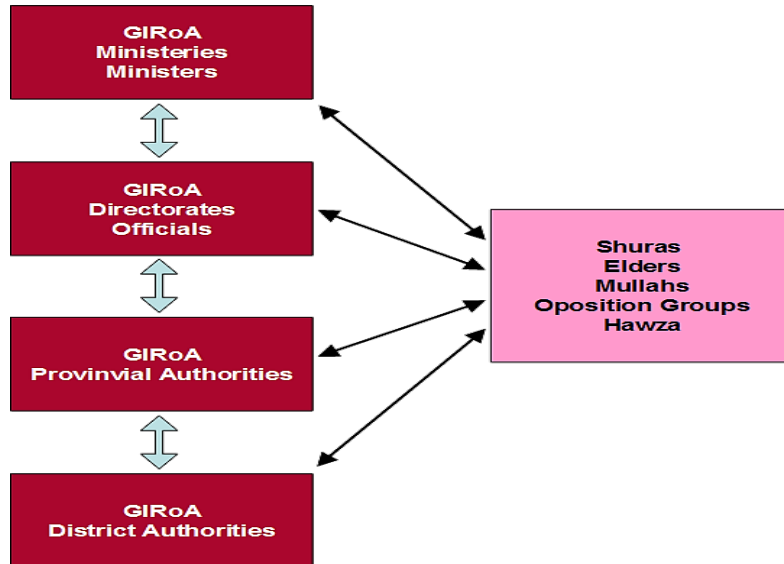 GIRoA
Ministeries
Ministers
GIRoA
Directorates
Officials
GIRoA
Provinvial Authorities
GIRoA
District Authorities
Shuras
Elders
Mullahs
Oposition Groups
Hawza